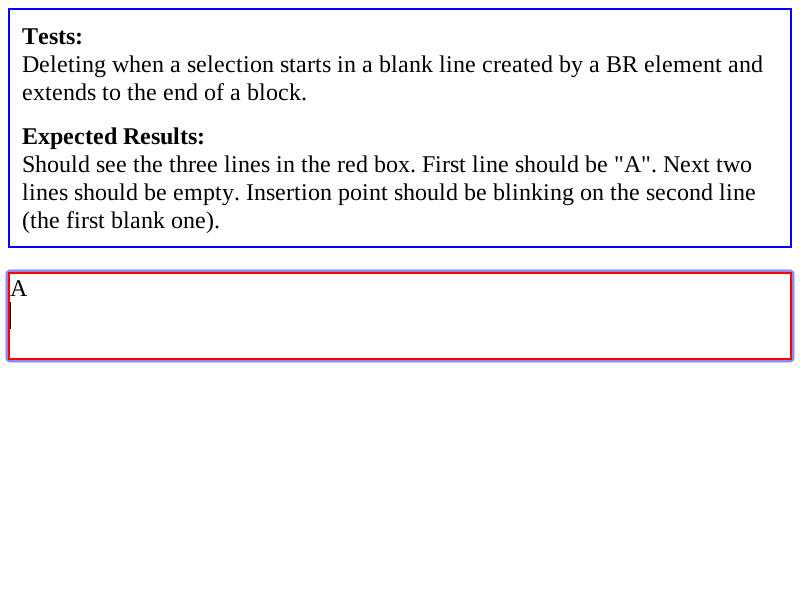 Tests:
Deleting when a selection starts in a blank line created by a BR element and
extends to the end of a block.
Expected Results:
Should see the three lines in the red box. First line should be "A". Next two
lines should be empty. Insertion point should be blinking on the second line
(the first blank one).
A